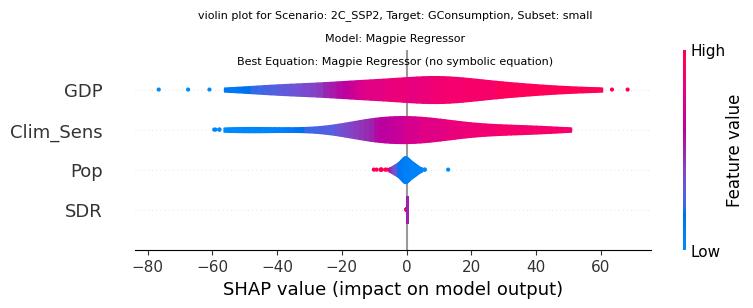 violin plot for Scenario: 2C_SSP2, Target: GConsumption, Subset: small
Model: Magpie Regressor
Best Equation: Magpie Regressor (no symbolic equation)
High
GDP
Clim_Sens
Pop
SDR
Feature value
Low
−80 −60 −40 −20 0 20 40 60
SHAP value (impact on model output)